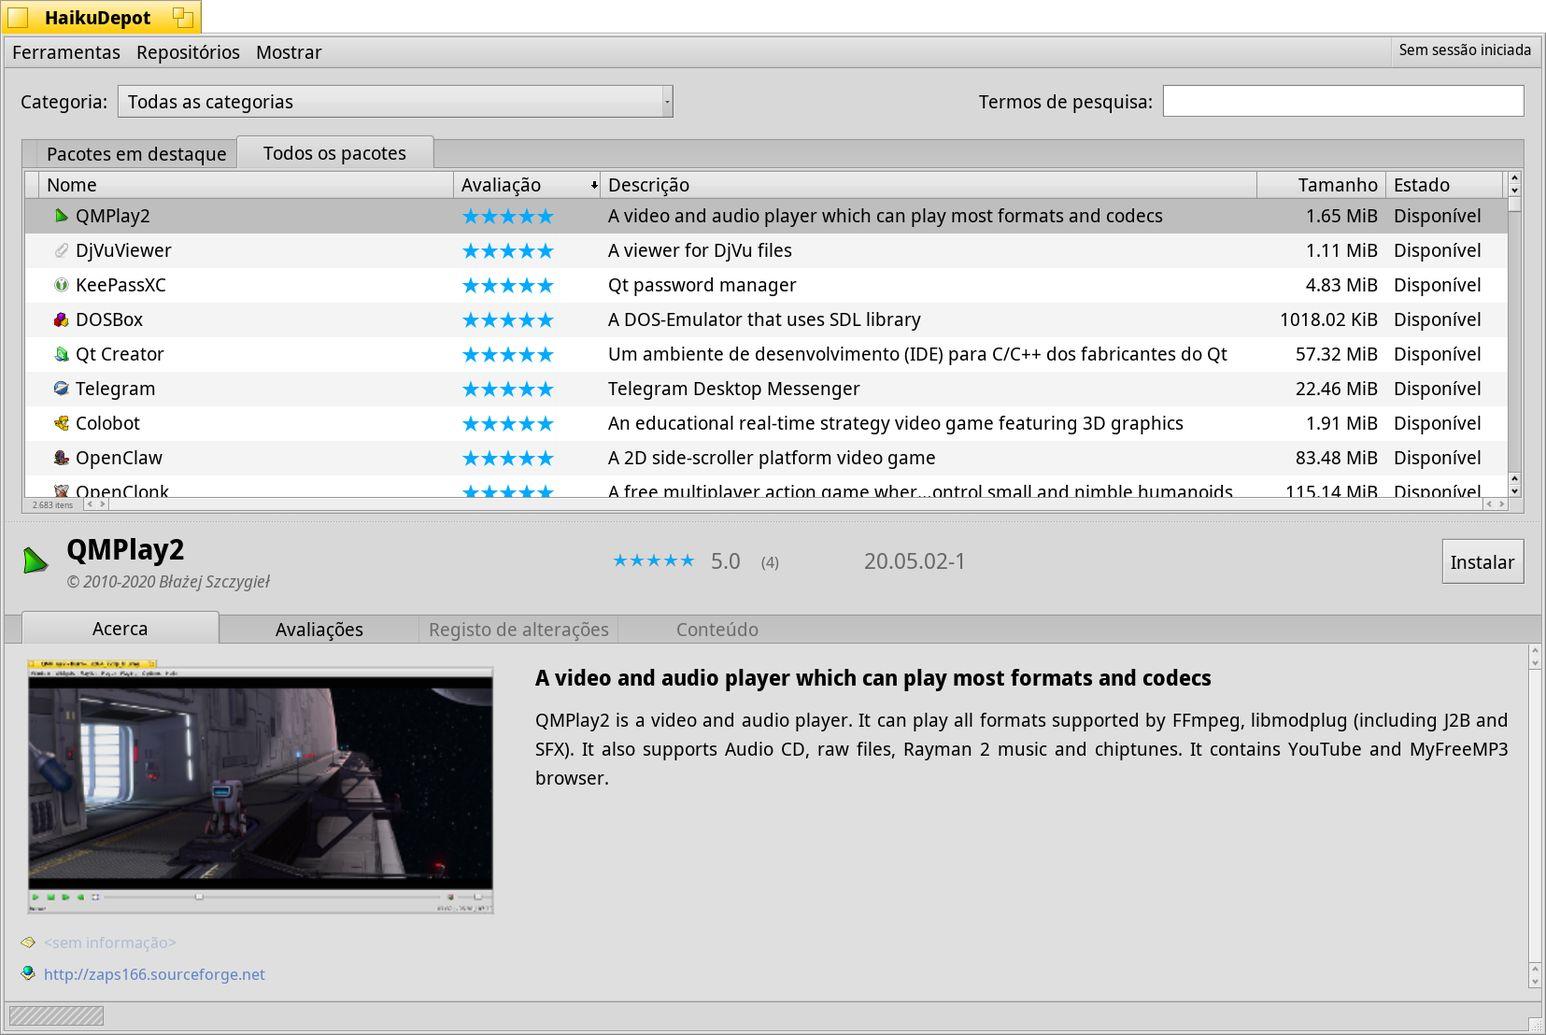 HaikuDepot
Ferramentas Repositórios Mostrar Sem sessão iniciada
Categoria: Todas as categorias Termos de pesquisa:
Pacotes em destaque Todos os pacotes
Nome Avaliação Descrição Tamanho Estado
QMPlay2 A video and audio player which can play most formats and codecs 1.65 MiB Disponível
DjVuViewer A viewer for DjVu files 1.11 MiB Disponível
KeePassXC Qt password manager 4.83 MiB Disponível
DOSBox A DOS-Emulator that uses SDL library 1018.02 KiB Disponível
Qt Creator Um ambiente de desenvolvimento (IDE) para C/C++ dos fabricantes do Qt 57.32 MiB Disponível
Telegram Telegram Desktop Messenger 22.46 MiB Disponível
Colobot An educational real-time strategy video game featuring 3D graphics 1.91 MiB Disponível
OpenClaw A 2D side-scroller platform video game 83.48 MiB Disponível
OpenClonk A free multiplayer action game wher...ontrol small and nimble humanoids 115.14 MiB Disponível
2.683 itens
QMPlay2 5.0 (4) 20.05.02-1 Instalar
© 2010-2020 Błażej Szczygieł
Acerca Avaliações Registo de alterações Conteúdo
A video and audio player which can play most formats and codecs
QMPlay2 is a video and audio player. It can play all formats supported by FFmpeg, libmodplug (including J2B and
SFX). It also supports Audio CD, raw files, Rayman 2 music and chiptunes. It contains YouTube and MyFreeMP3
browser.
<sem informação>
http://zaps166.sourceforge.net